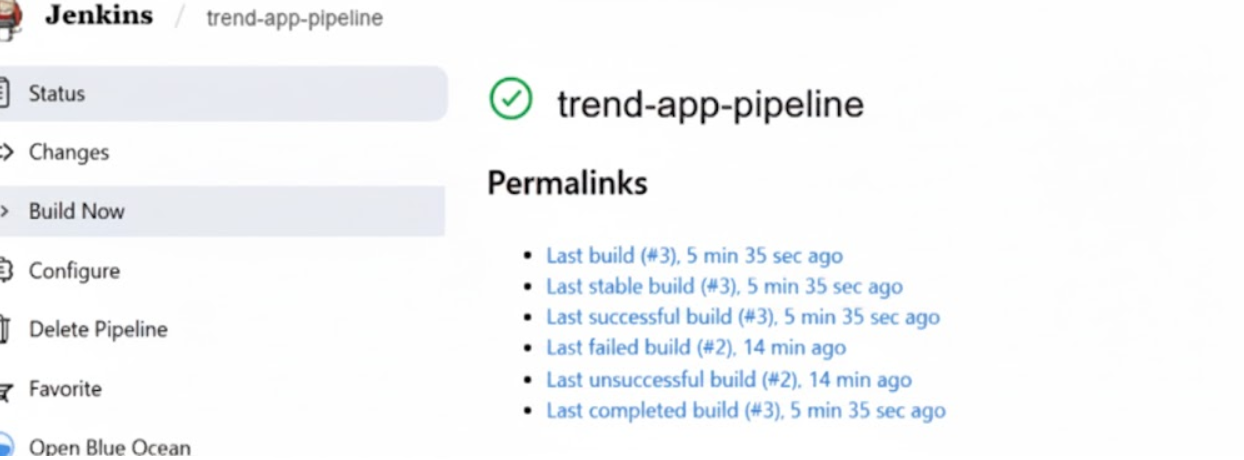 Jenkins / trend-app-pipeline
Status
Changes
Build Now
Configure
Delete Pipeline
Favorite
Open Blue Ocean
trend-app-pipeline
Permalinks
• Last build (#3), 5 min 35 sec ago
• Last stable build (#3), 5 min 35 sec ago
• Last successful build (#3), 5 min 35 sec ago
• Last failed build (#2), 14 min ago
• Last unsuccessful build (#2), 14 min ago
• Last completed build (#3), 5 min 35 sec ago